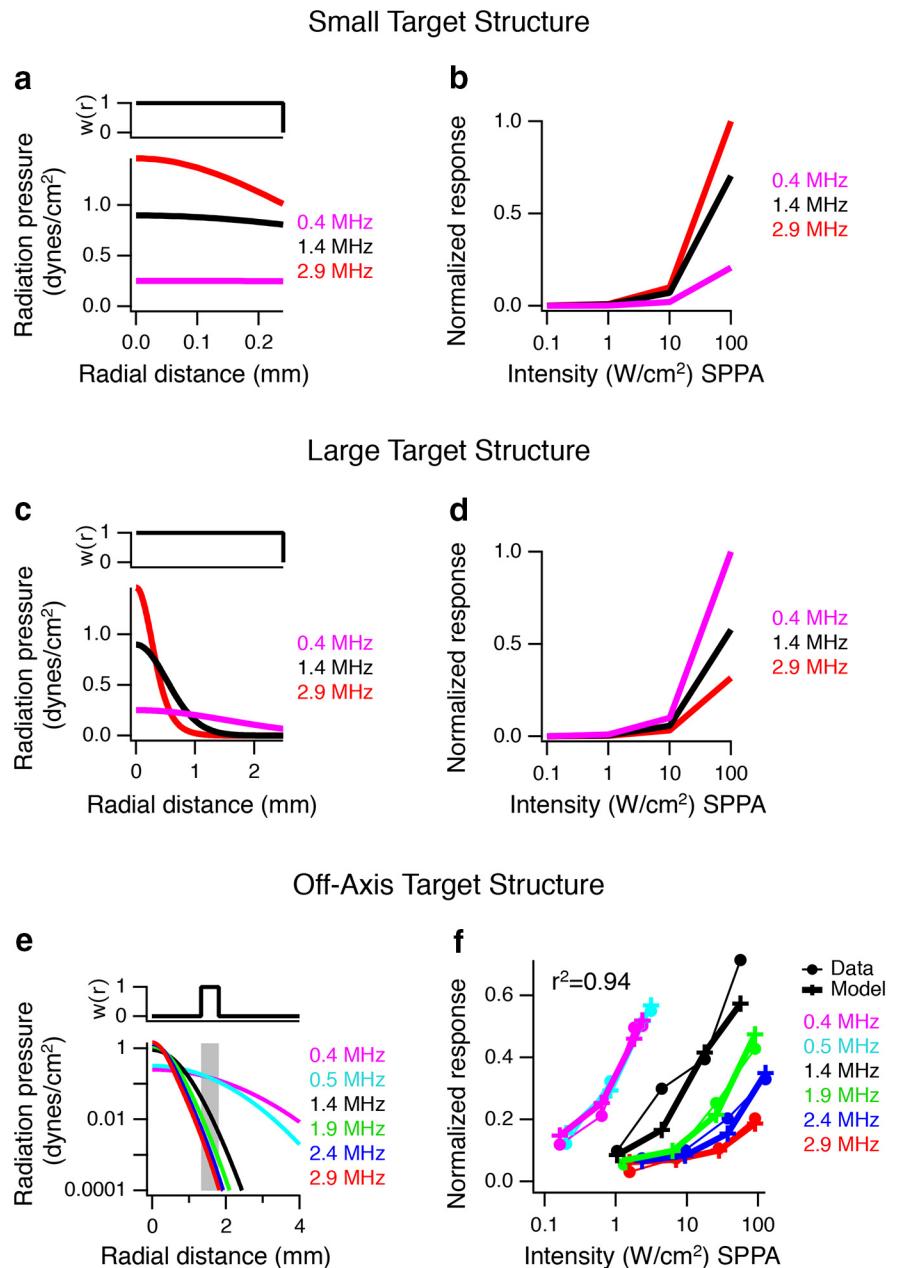 Small Target Structure
a
w(r)
1
0
Radiation pressure
(dynes/cm²)
1.0
0.5
0.0
0.0 0.1 0.2
Radial distance (mm)
0.4 MHz
1.4 MHz
2.9 MHz
b
Normalized response
1.0
0.5
0.0
0.1 1 10 100
Intensity (W/cm²) SPPA
0.4 MHz
1.4 MHz
2.9 MHz
Large Target Structure
c
w(r)
1
0
Radiation pressure
(dynes/cm²)
1.0
0.5
0.0
0 1 2
Radial distance (mm)
0.4 MHz
1.4 MHz
2.9 MHz
d
Normalized response
1.0
0.5
0.0
0.1 1 10 100
Intensity (W/cm²) SPPA
0.4 MHz
1.4 MHz
2.9 MHz
Off-Axis Target Structure
e
w(r)
1
0
Radiation pressure
(dynes/cm²)
1
0.01
0.0001
0 2 4
Radial distance (mm)
0.4 MHz
0.5 MHz
1.4 MHz
1.9 MHz
2.4 MHz
2.9 MHz
f
Normalized response
0.6
0.4
0.2
0.0
r²=0.94
0.1 1 10 100
Intensity (W/cm²) SPPA
Data
Model
0.4 MHz
0.5 MHz
1.4 MHz
1.9 MHz
2.4 MHz
2.9 MHz